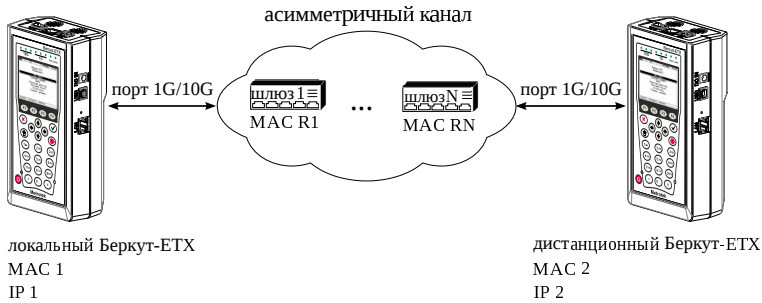 асимметричный канал
порт 1G/10G
шлюз 1
MAC R1
...
шлюз N
MAC RN
порт 1G/10G
локальный Беркут-ETX
MAC 1
IP 1
дистанционный Беркут-ETX
MAC 2
IP 2